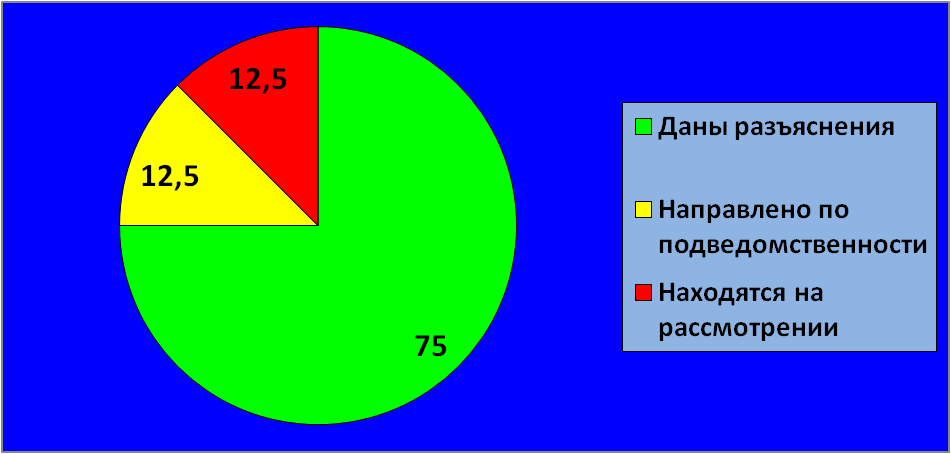 12,5
12,5
75
Даны разъяснения
Направлено по
подведомственности
Находятся на
рассмотрении